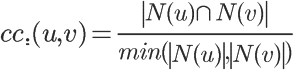 cc.:(u,v) = |N(u)∩ N(v)| / min(|N(u)|,|N(v)|)